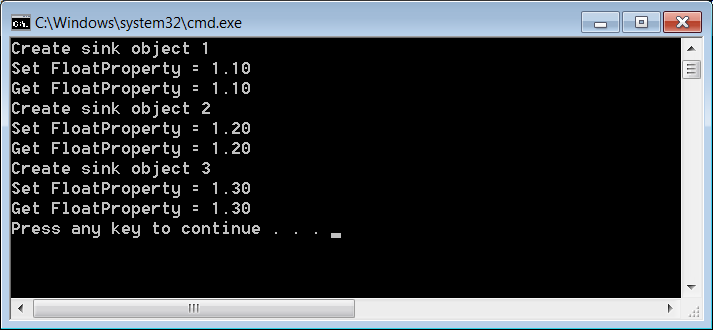 C:\Windows\system32\cmd.exe
Create sink object 1
Set FloatProperty = 1.10
Get FloatProperty = 1.10
Create sink object 2
Set FloatProperty = 1.20
Get FloatProperty = 1.20
Create sink object 3
Set FloatProperty = 1.30
Get FloatProperty = 1.30
Press any key to continue . . .